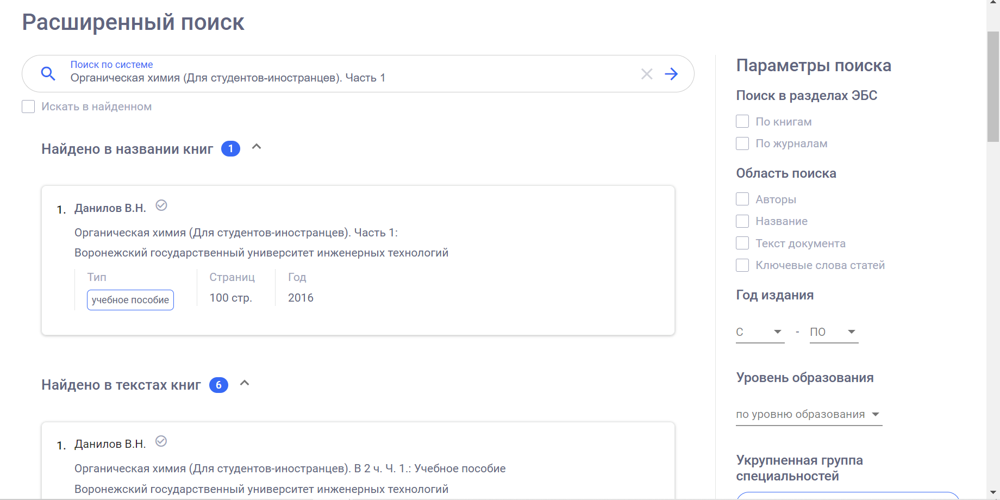 Расширенный поиск
Поиск по системе
Органическая химия (Для студентов-иностранцев). Часть 1
Искать в найденном
Найдено в названии книг 1
1. Данилов В.Н.
Органическая химия (Для студентов-иностранцев). Часть 1:
Воронежский государственный университет инженерных технологий
Тип Страниц Год
учебное пособие 100 стр. 2016
Найдено в текстах книг 6
1. Данилов В.Н.
Органическая химия (Для студентов-иностранцев). В 2 ч. Ч. 1.: Учебное пособие
Воронежский государственный университет инженерных технологий
Параметры поиска
Поиск в разделах ЭБС
По книгам
По журналам
Область поиска
Авторы
Название
Текст документа
Ключевые слова статей
Год издания
С - ПО
Уровень образования
по уровню образования
Укрупненная группа
специальностей